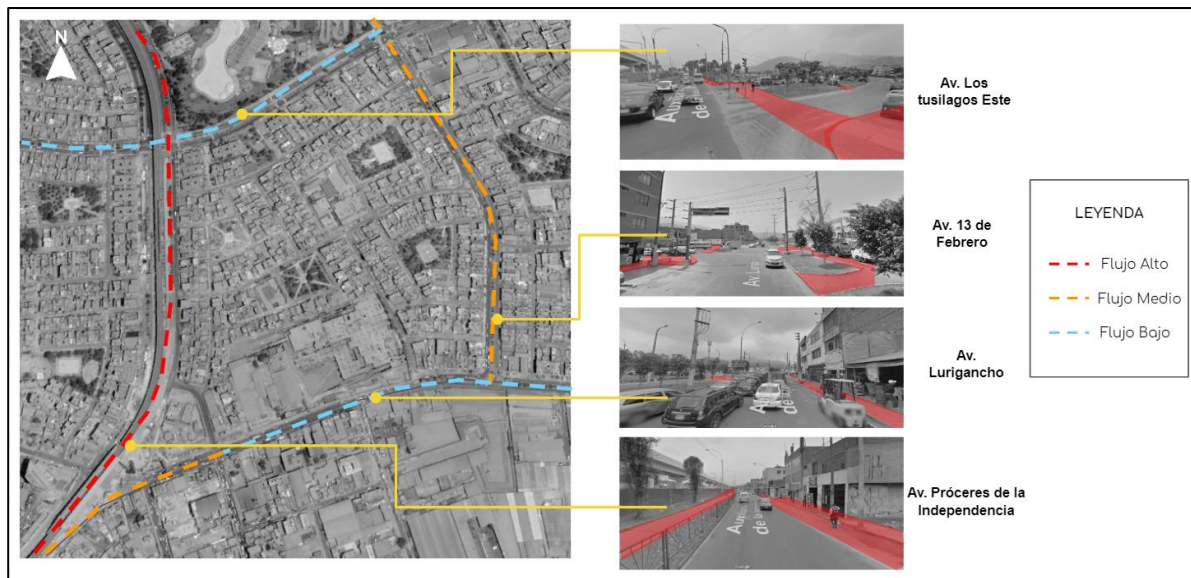 N
Av. Los
tusilagos Este
Av. 13 de
Febrero
Av.
Lurigancho
Av. Próceres de la
Independencia
LEYENDA
Flujo Alto
Flujo Medio
Flujo Bajo